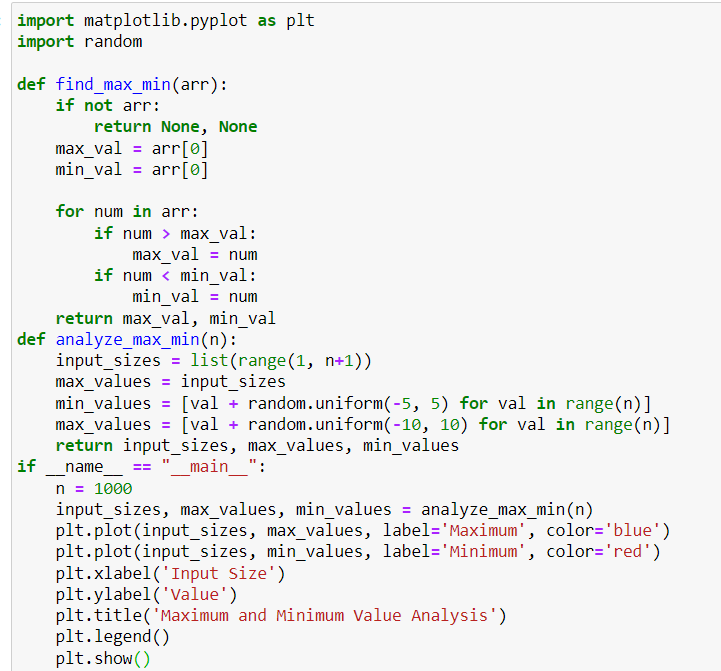 import matplotlib.pyplot as plt
import random

def find_max_min(arr):
    if not arr:
        return None, None
    max_val = arr[0]
    min_val = arr[0]

    for num in arr:
        if num > max_val:
            max_val = num
        if num < min_val:
            min_val = num
    return max_val, min_val
def analyze_max_min(n):
    input_sizes = list(range(1, n+1))
    max_values = input_sizes
    min_values = [val + random.uniform(-5, 5) for val in range(n)]
    max_values = [val + random.uniform(-10, 10) for val in range(n)]
    return input_sizes, max_values, min_values
if __name__ == "__main__":
    n = 1000
    input_sizes, max_values, min_values = analyze_max_min(n)
    plt.plot(input_sizes, max_values, label='Maximum', color='blue')
    plt.plot(input_sizes, min_values, label='Minimum', color='red')
    plt.xlabel('Input Size')
    plt.ylabel('Value')
    plt.title('Maximum and Minimum Value Analysis')
    plt.legend()
    plt.show()